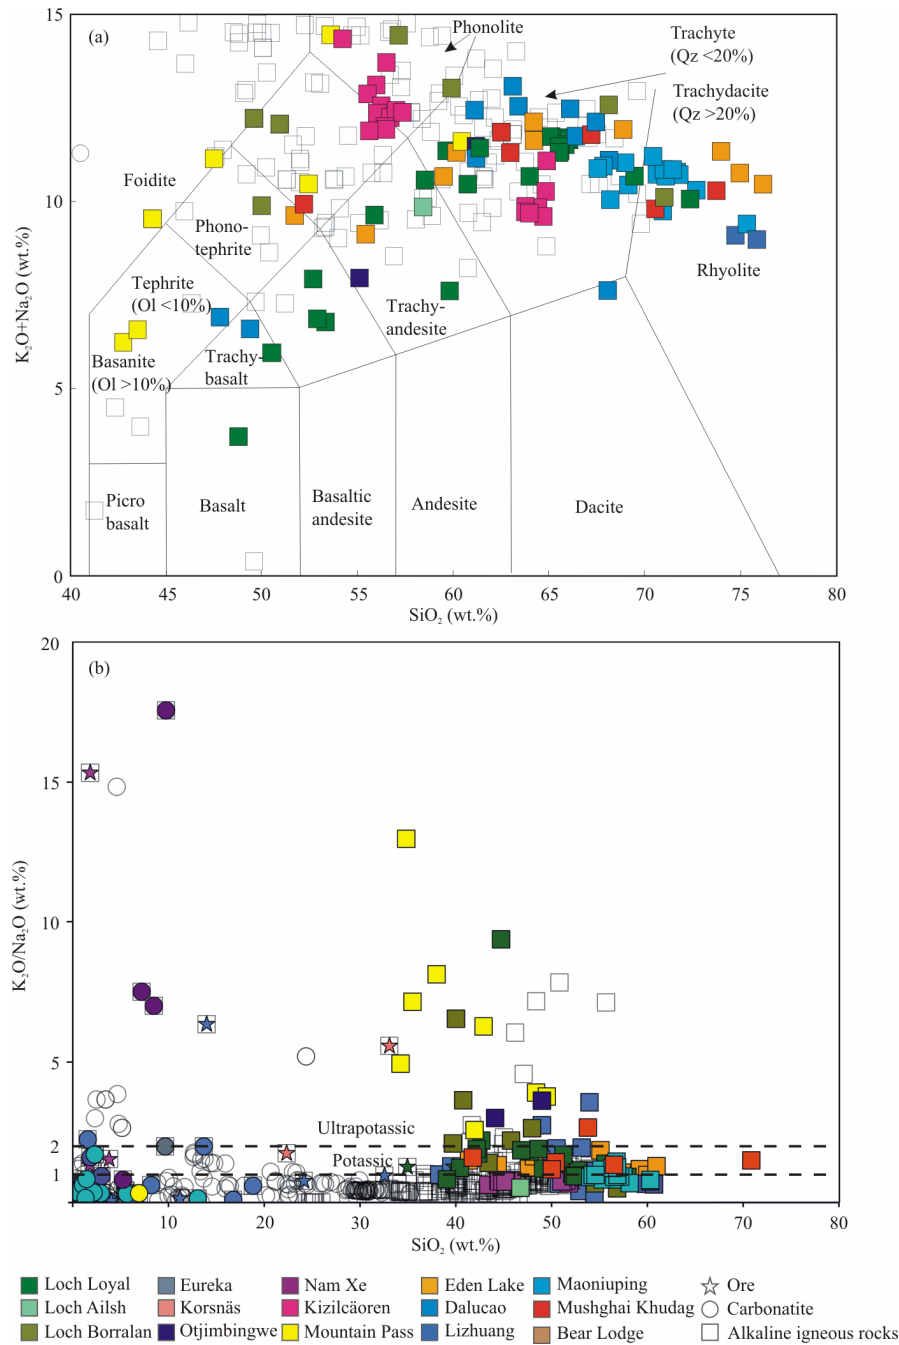 (a)
15
10
5
0
K₂O+Na₂O (wt.%)
Phonolite
Trachyte
(Qz <20%)
Trachydacite
(Qz >20%)
Foidite
Phono-
tephrite
Tephrite
(Ol <10%)
Basanite
(Ol >10%)
Trachy-
basalt
Trachy-
andesite
Rhyolite
Picro
basalt
Basalt
Basaltic
andesite
Andesite
Dacite
40 45 50 55 60 65 70 75 80
SiO₂ (wt.%)
(b)
20
15
10
5
2
1
K₂O/Na₂O (wt.%)
Ultrapotassic
Potassic
10 20 30 40 50 60 70 80
SiO₂ (wt.%)
Loch Loyal Eureka Nam Xe Eden Lake Maoniuping Ore
Loch Ailsh Korsnäs Kizilcäoren Dalucao Mushghai Khudag Carbonatite
Loch Borralan Otjimbingwe Mountain Pass Lizhuang Bear Lodge Alkaline igneous rocks